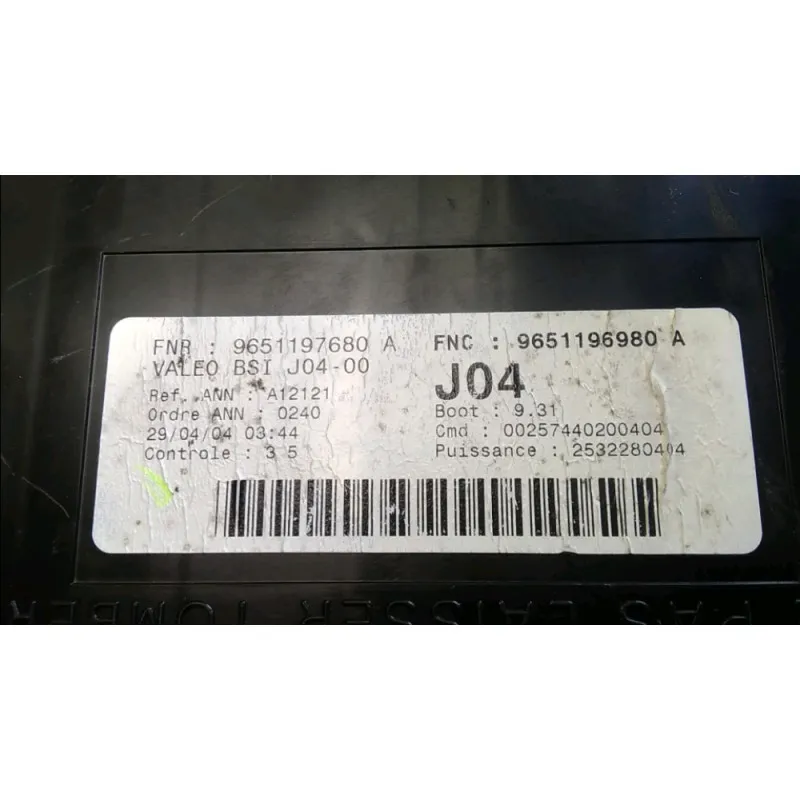 FNR : 9651197680 A FNC : 9651196980 A
VALEO BSI J04-00 J04
Ref. ANN : A12121
Ordre ANN : 0240 Boot : 9.31
29/04/04 03:44 Cmd : 00257440200404
Controle : 3 5 Puissance : 2532280404
PAS LAISSER TOMBER